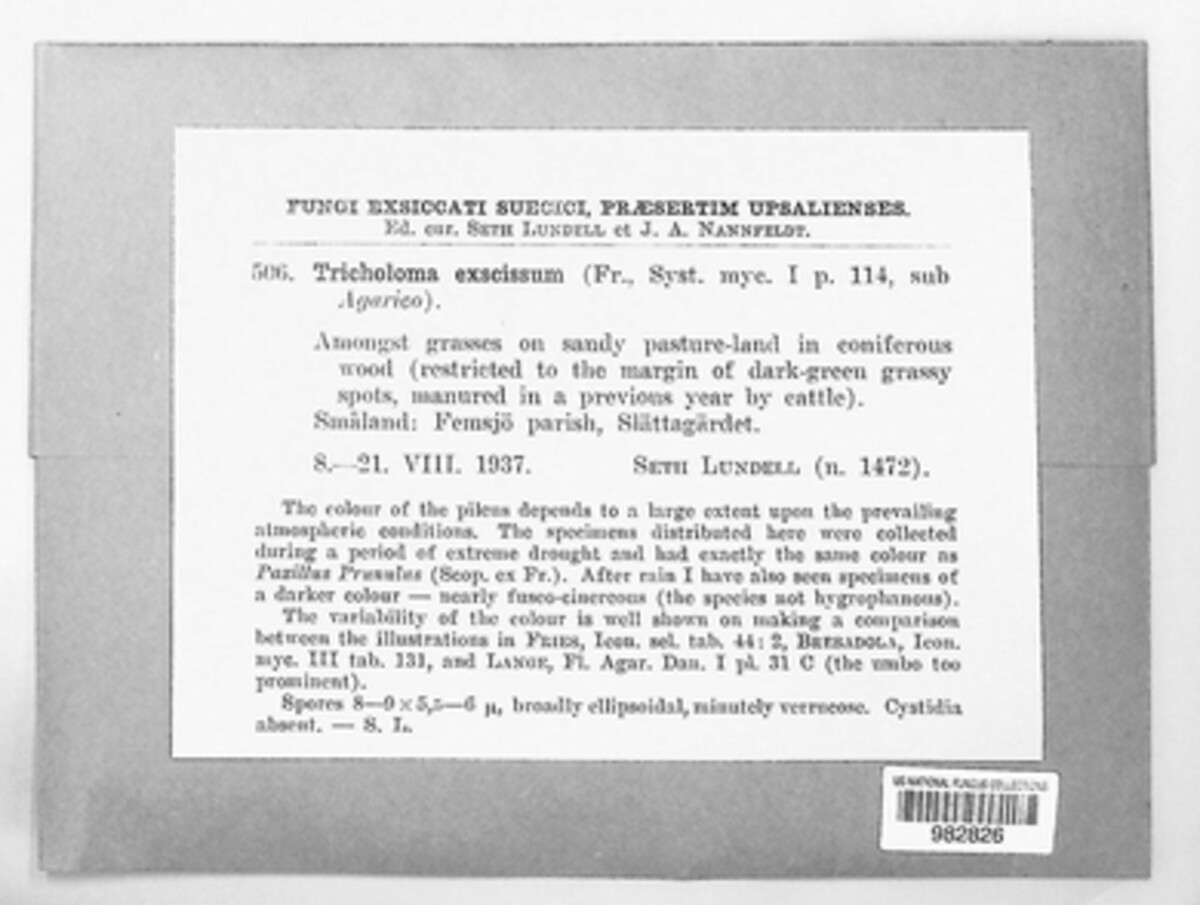 FUNGI EXSICCATI SUECICI, PRÆSERTIM UPSALIENSES.
Ed. cur. SETH LUNDELL et J. A. NANNFELDT.
506. Tricholoma exscissum (Fr., Syst. myc. I p. 114, sub
Agarico).
Amongst grasses on sandy pasture-land in coniferous
wood (restricted to the margin of dark-green grassy
spots, manured in a previous year by cattle).
Småland: Femsjö parish, Slättagärdet.
8.—21. VIII. 1937. SETH LUNDELL (n. 1472).
The colour of the pileus depends to a large extent upon the prevailing
atmospheric conditions. The specimens distributed here were collected
during a period of extreme drought and had exactly the same colour as
Paxillus Prunulus (Scop. ex Fr.). After rain I have also seen specimens of
a darker colour — nearly fusco-cinereous (the species not hygrophanous).
The variability of the colour is well shown on making a comparison
between the illustrations in FRIES, Icon. sel. tab. 44: 2, BRESADOLA, Icon.
myc. III tab. 131, and LANGE, Fl. Agar. Dan. I pl. 31 C (the umbo too
prominent).
Spores 8—9 × 5,5—6 μ, broadly ellipsoidal, minutely verrucose. Cystidia
absent. — S. L.
US NATIONAL FUNGUS COLLECTIONS
982826